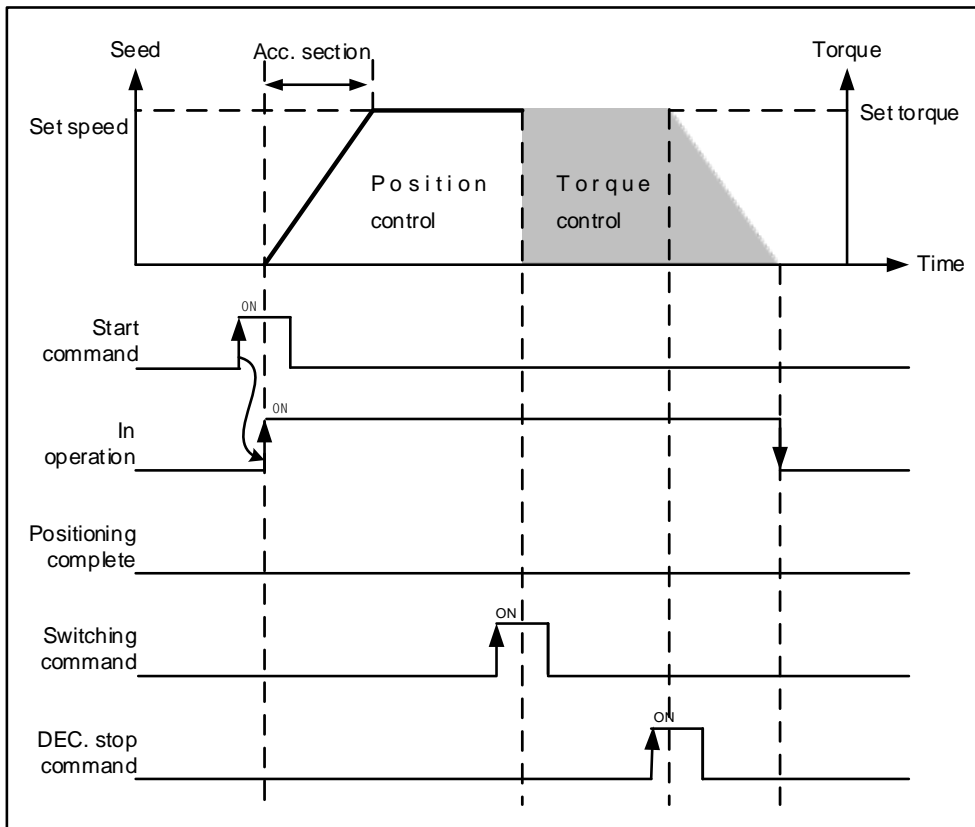 Seed
Acc. section
Torque
Set speed
Set torque
Position
control
Torque
control
Time
ON
Start
command
ON
In
operation
Positioning
complete
ON
Switching
command
ON
DEC. stop
command